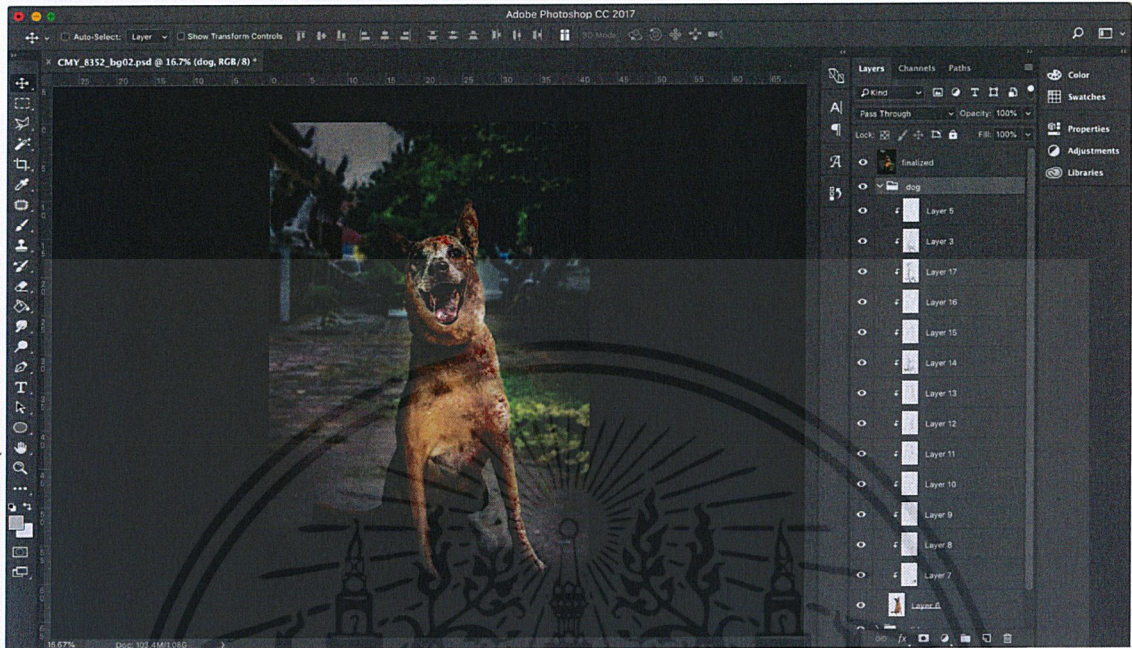 Adobe Photoshop CC 2017
Auto-Select: Layer Show Transform Controls 3D Mode:
× CMY_8352_bg02.psd @ 16.7% (dog, RGB/8) *
Layers Channels Paths
Kind
Pass Through Opacity: 100%
Lock: Fill: 100%
finalized
dog
Layer 5
Layer 3
Layer 17
Layer 16
Layer 15
Layer 14
Layer 13
Layer 12
Layer 11
Layer 10
Layer 9
Layer 8
Layer 7
Layer 6
Color
Swatches
Properties
Adjustments
Libraries
16.67%